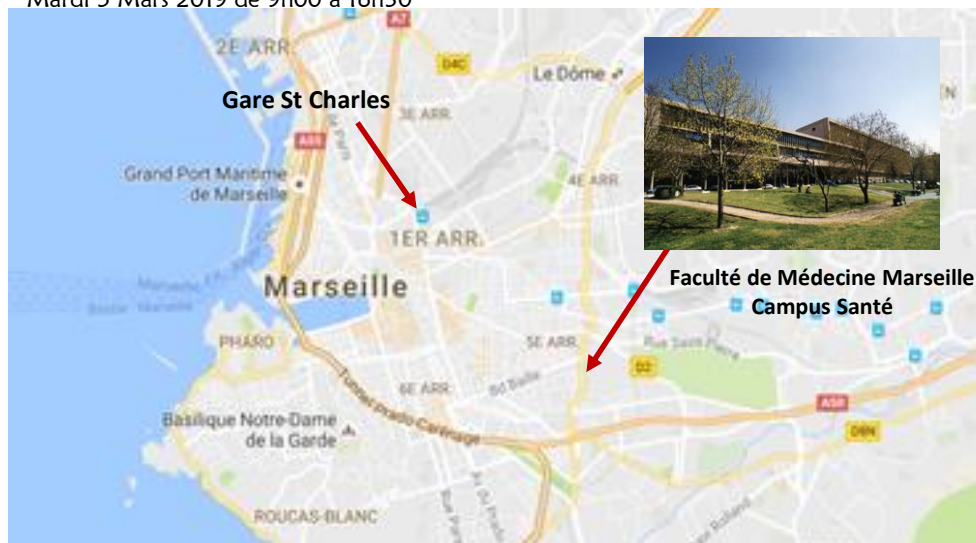 Mardi 5 Mars 2019 de 9h00 à 16h30
A7
2E ARR.
D4C
Le Dôme
Gare St Charles
3E ARR.
A55
Grand Port Maritime
de Marseille
4E ARR.
1ER ARR.
Marseille
Faculté de Médecine Marseille
Campus Santé
PHARO
5E ARR.
Rue Saint-Pierre
D2
6E ARR.
Bd Baille
A50
Tunnel Prado Carénage
D8N
Basilique Notre-Dame
de la Garde
ROUCAS-BLANC